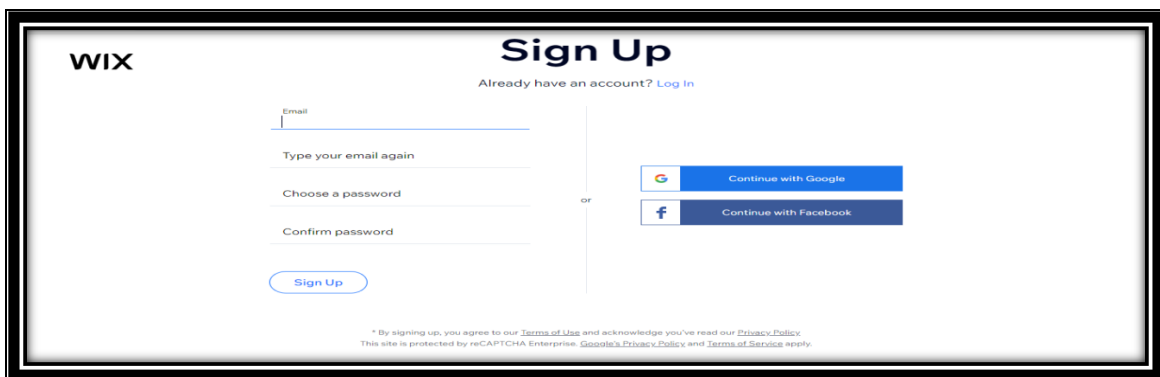 WIX
Sign Up
Already have an account? Log In
Email
Type your email again
Choose a password
Confirm password
Sign Up
or
G Continue with Google
f Continue with Facebook
* By signing up, you agree to our Terms of Use and acknowledge you've read our Privacy Policy
This site is protected by reCAPTCHA Enterprise. Google's Privacy Policy and Terms of Service apply.